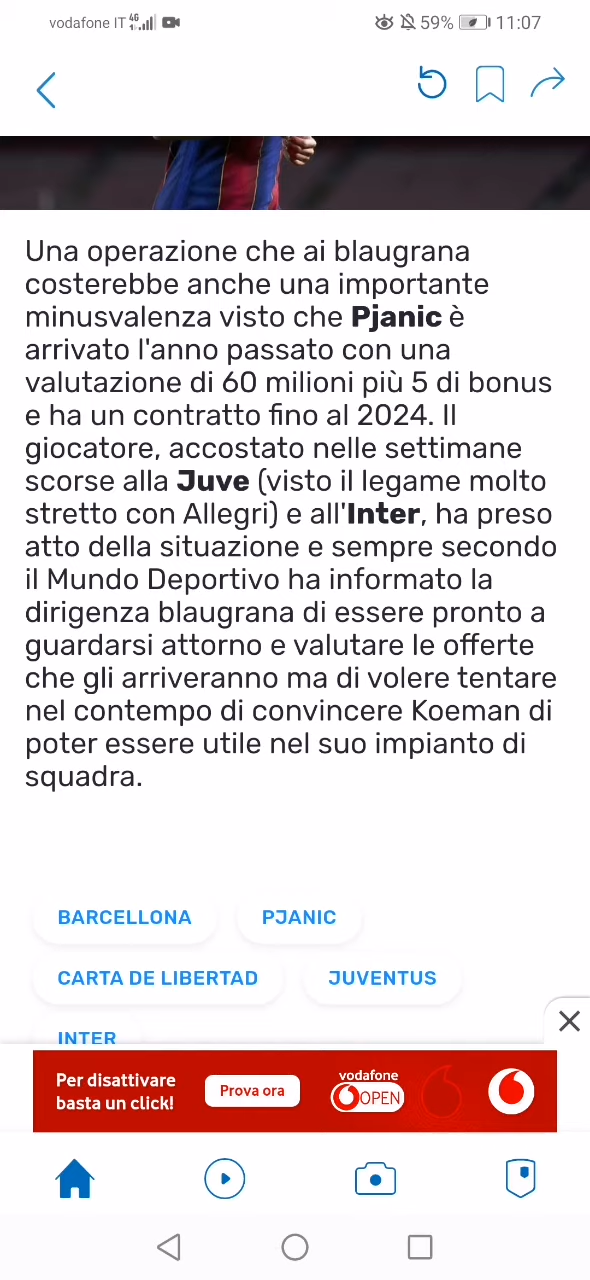 vodafone IT 4G 59% 11:07
Una operazione che ai blaugrana
costerebbe anche una importante
minusvalenza visto che Pjanic è
arrivato l'anno passato con una
valutazione di 60 milioni più 5 di bonus
e ha un contratto fino al 2024. Il
giocatore, accostato nelle settimane
scorse alla Juve (visto il legame molto
stretto con Allegri) e all'Inter, ha preso
atto della situazione e sempre secondo
il Mundo Deportivo ha informato la
dirigenza blaugrana di essere pronto a
guardarsi attorno e valutare le offerte
che gli arriveranno ma di volere tentare
nel contempo di convincere Koeman di
poter essere utile nel suo impianto di
squadra.
BARCELLONA PJANIC
CARTA DE LIBERTAD JUVENTUS
INTER
Per disattivare
basta un click!
Prova ora
vodafone
OPEN